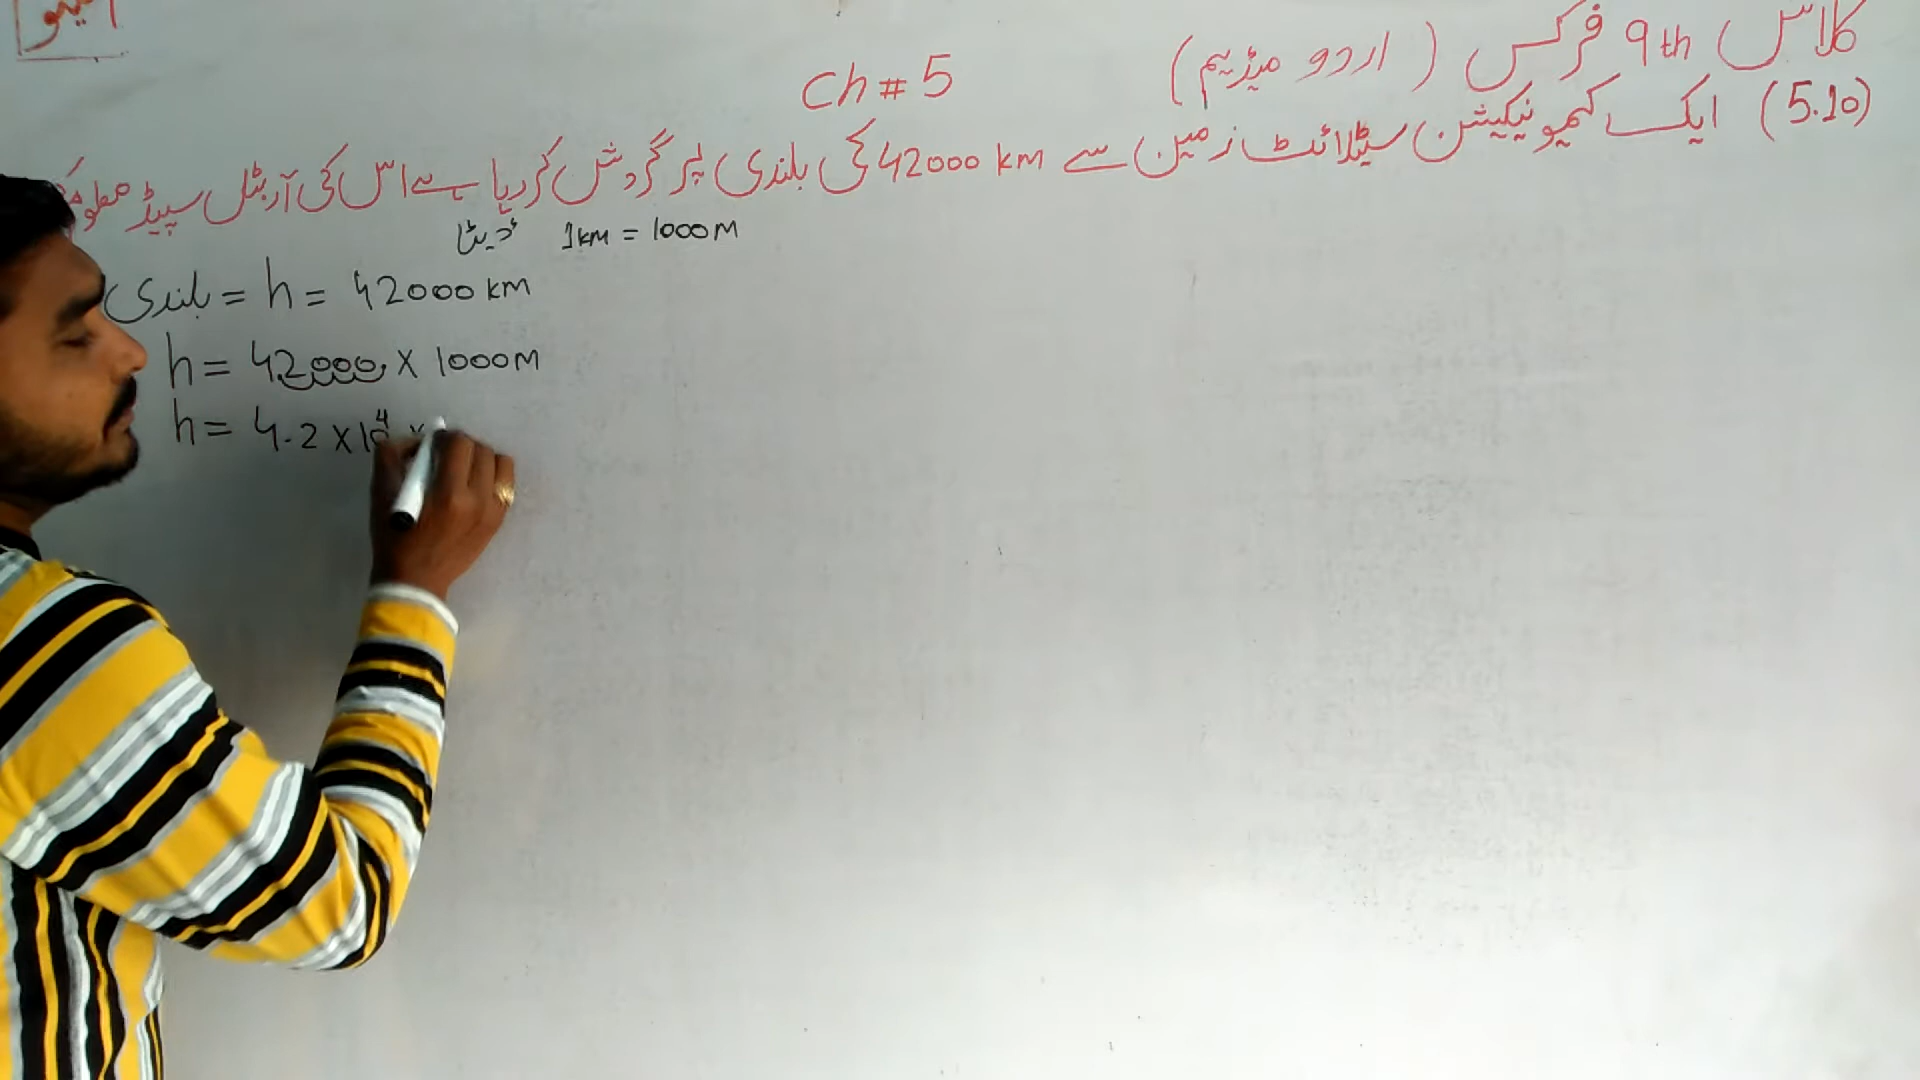 کلاس 9th فزکس (اردو میڈیم)
Ch # 5
(5.10) ایک کمیونیکیشن سیٹلائٹ زمین سے 42000 km کی بلندی پر گردش کر رہا ہے اس کی آربٹل سپیڈ معلوم
ڈیٹا 1km = 1000M
بلندی = h = 42000 km
h = 42000 x 1000M
h = 4.2 x 10⁴ x